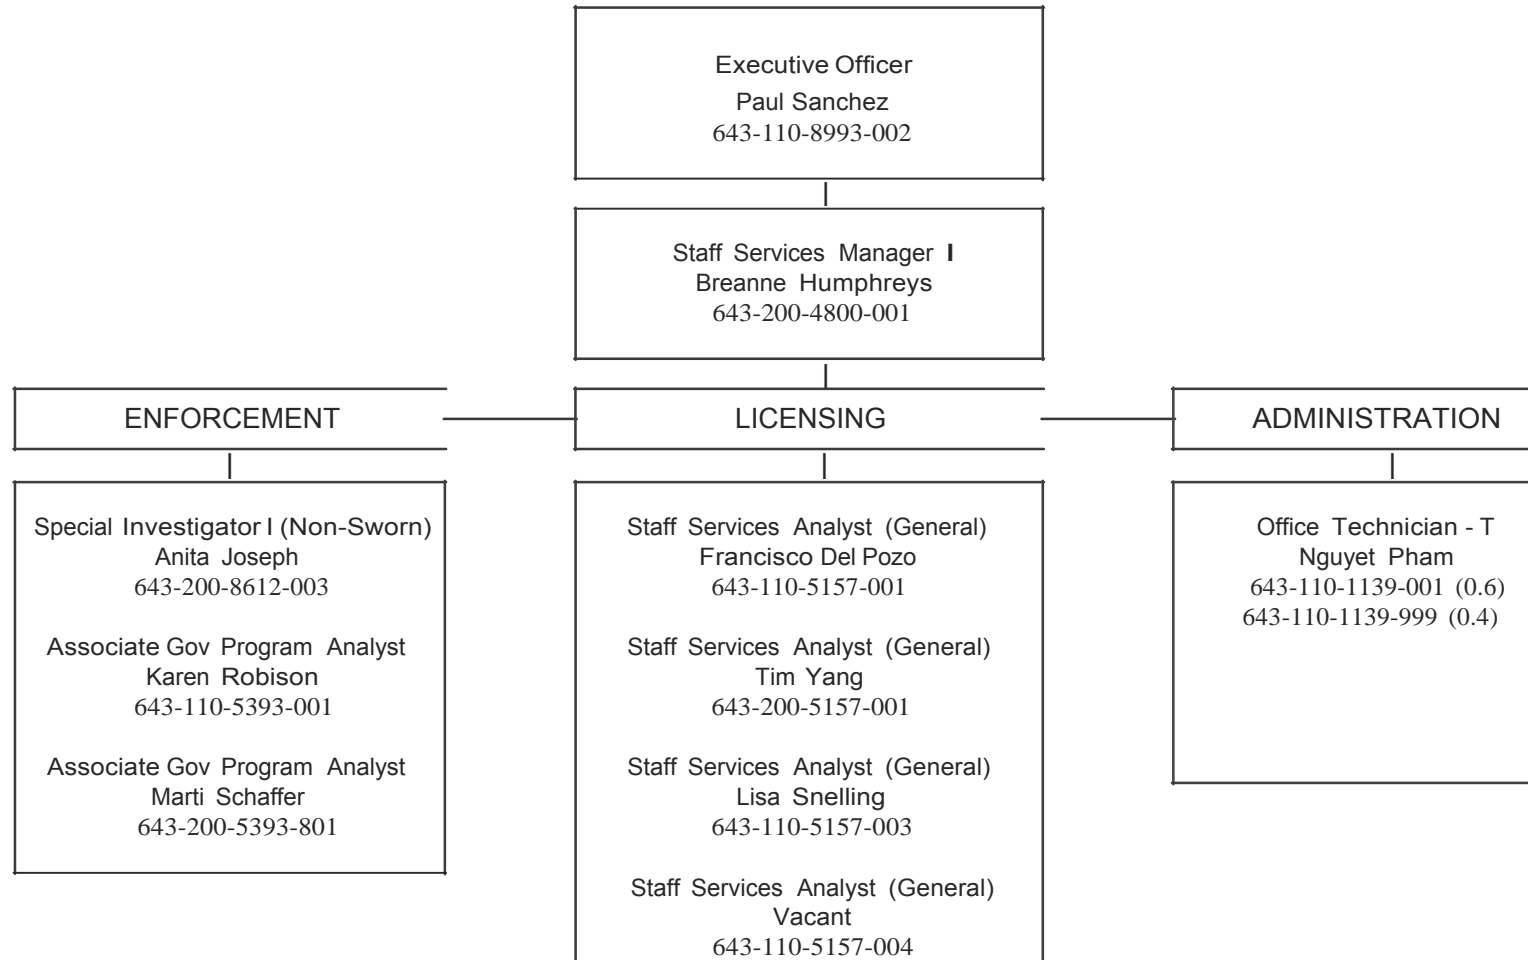 Executive Officer
Paul Sanchez
643-110-8993-002
Staff Services Manager I
Breanne Humphreys
643-200-4800-001
ENFORCEMENT
LICENSING
ADMINISTRATION
Special Investigator I (Non-Sworn)
Anita Joseph
643-200-8612-003
Associate Gov Program Analyst
Karen Robison
643-110-5393-001
Associate Gov Program Analyst
Marti Schaffer
643-200-5393-801
Staff Services Analyst (General)
Francisco Del Pozo
643-110-5157-001
Staff Services Analyst (General)
Tim Yang
643-200-5157-001
Staff Services Analyst (General)
Lisa Snelling
643-110-5157-003
Staff Services Analyst (General)
Vacant
643-110-5157-004
Office Technician - T
Nguyet Pham
643-110-1139-001 (0.6)
643-110-1139-999 (0.4)